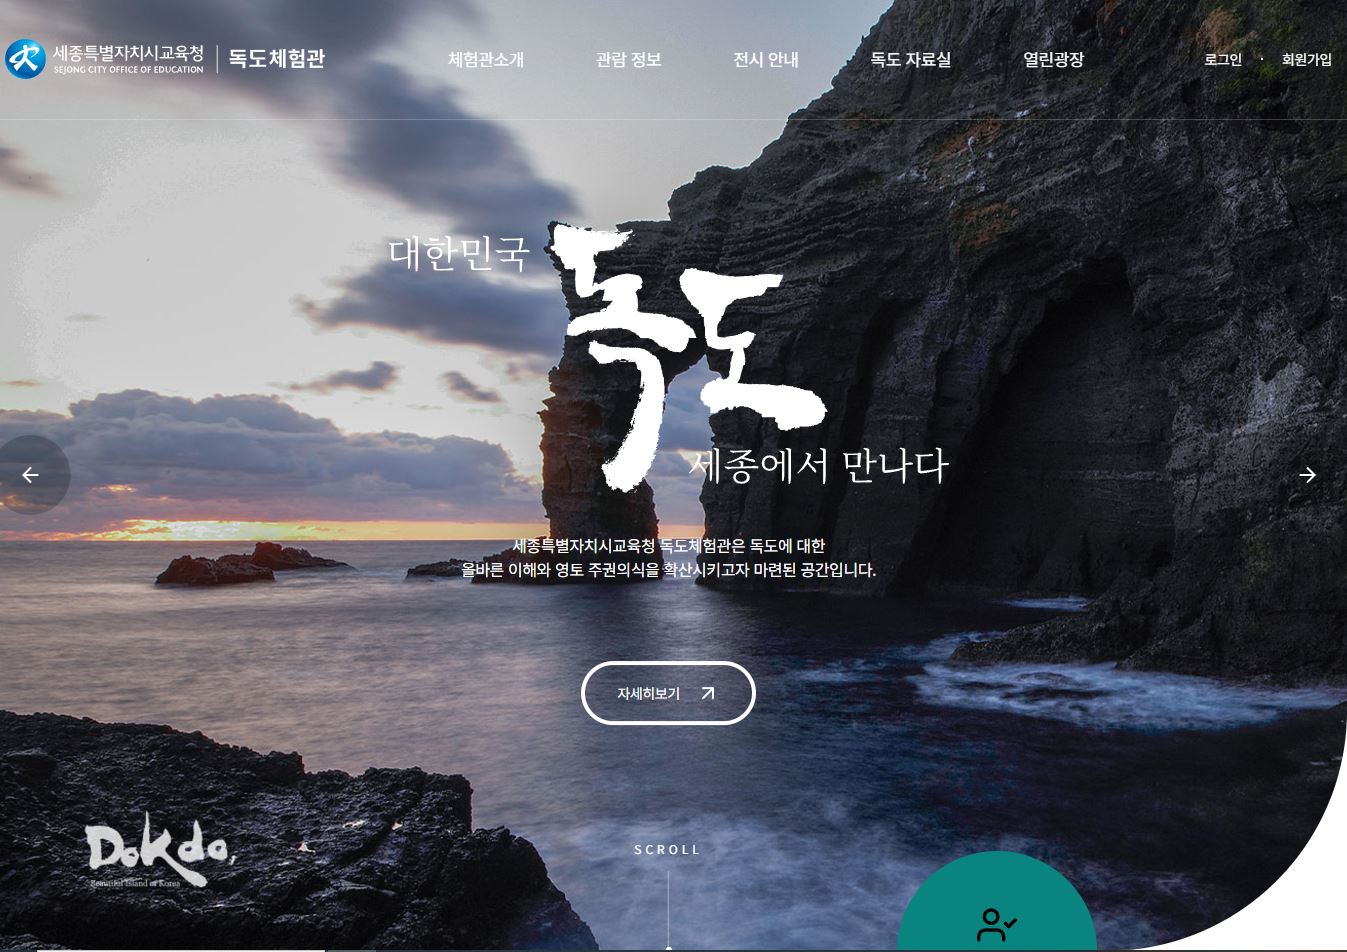 세종특별자치시교육청
SEJONG CITY OFFICE OF EDUCATION
독도체험관
체험관소개
관람 정보
전시 안내
독도 자료실
열린광장
로그인 · 회원가입
대한민국
독도
세종에서 만나다
세종특별자치시교육청 독도체험관은 독도에 대한
올바른 이해와 영토 주권의식을 확산시키고자 마련된 공간입니다.
자세히보기
Dokdo,
Beautiful Island of Korea
SCROLL